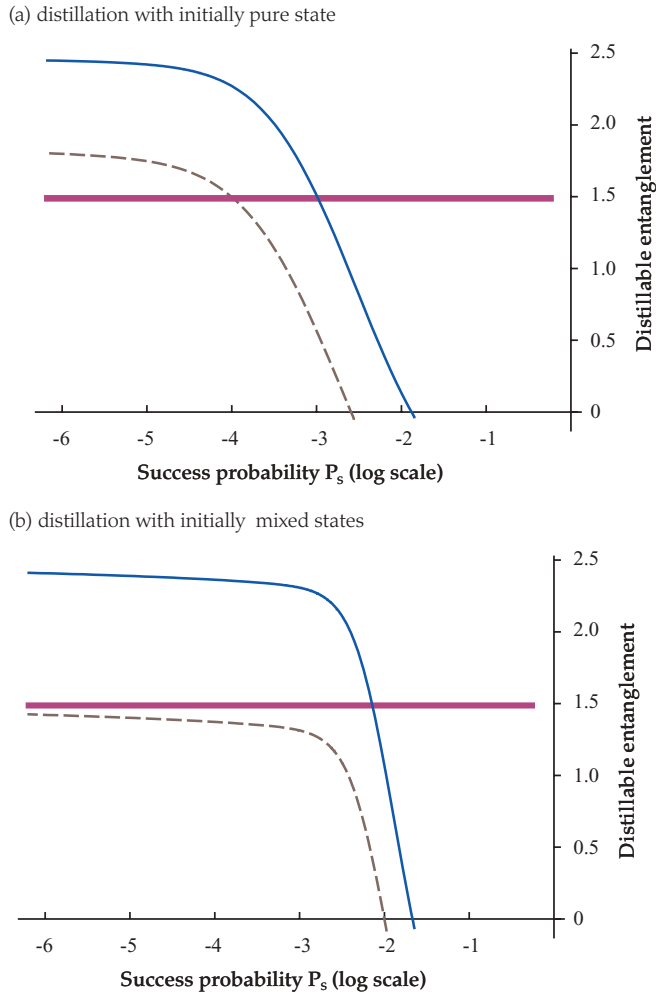 (a) distillation with initially pure state
2.5
2.0
1.5
1.0
0.5
0
Distillable entanglement
-6 -5 -4 -3 -2 -1
Success probability Ps (log scale)
(b) distillation with initially mixed states
2.5
2.0
1.5
1.0
0.5
0
Distillable entanglement
-6 -5 -4 -3 -2 -1
Success probability Ps (log scale)